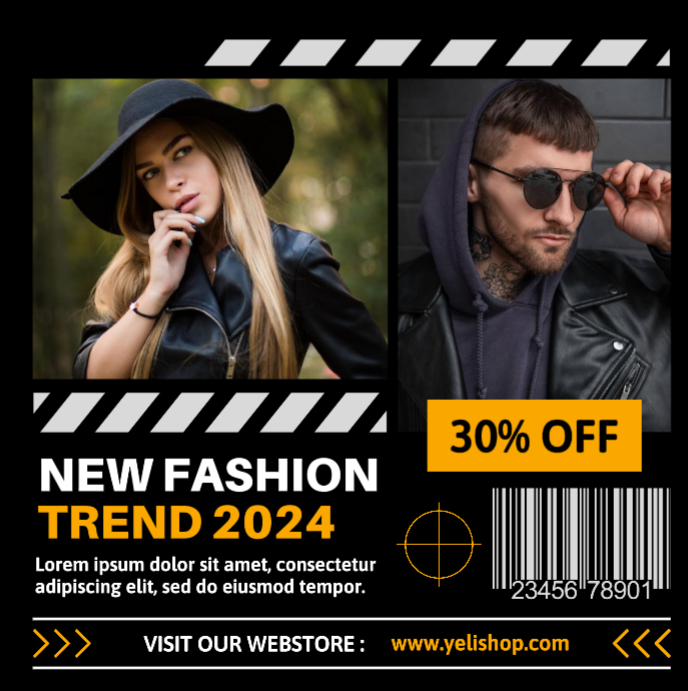 30% OFF
NEW FASHION
TREND 2024
Lorem ipsum dolor sit amet, consectetur
adipiscing elit, sed do eiusmod tempor.
23456 78901
VISIT OUR WEBSTORE : www.yelishop.com